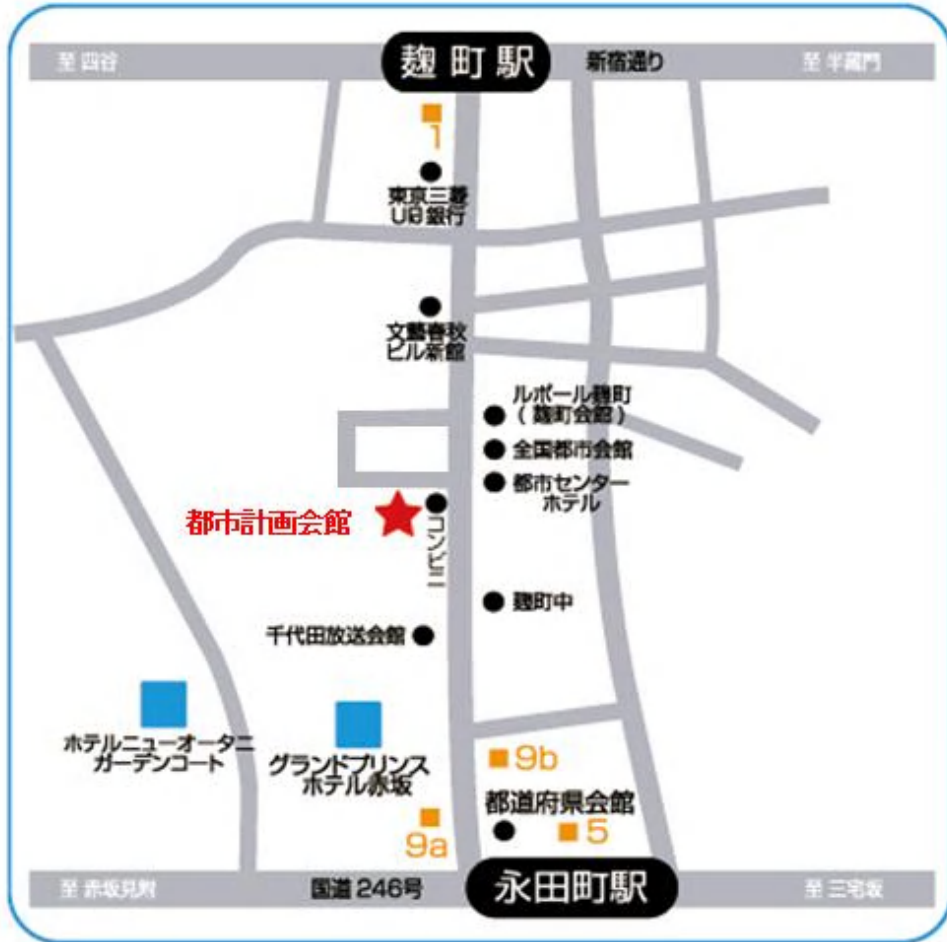 至 四谷
麹町駅
新宿通り
至 半蔵門
1
東京三菱
UFJ銀行
文藝春秋
ビル新館
ルポール麹町
(麹町会館)
全国都市会館
都市センター
ホテル
都市計画会館
コンビニ
麹町中
千代田放送会館
ホテルニューオータニ
ガーデンコート
グランドプリンス
ホテル赤坂
9b
都道府県会館
5
9a
至 赤坂見附
国道246号
永田町駅
至 三宅坂